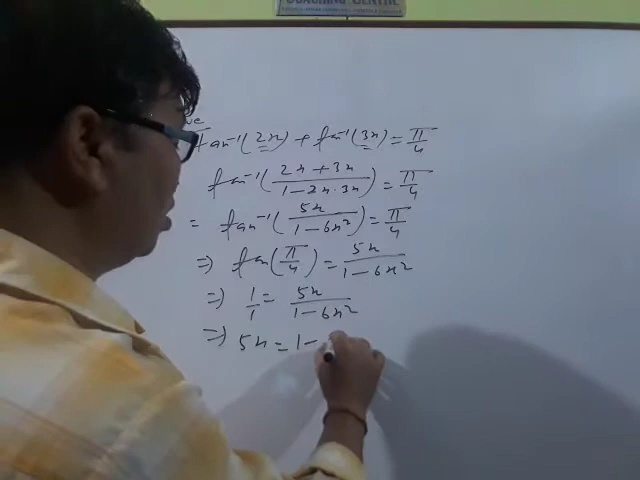 COACHING CENTRE
tan⁻¹(2x) + tan⁻¹(3x) = π/4
tan⁻¹((2x+3x)/(1-2x·3x)) = π/4
= tan⁻¹(5x/(1-6x²)) = π/4
⇒ tan(π/4) = 5x/(1-6x²)
⇒ 1/1 = 5x/(1-6x²)
⇒ 5x = 1-